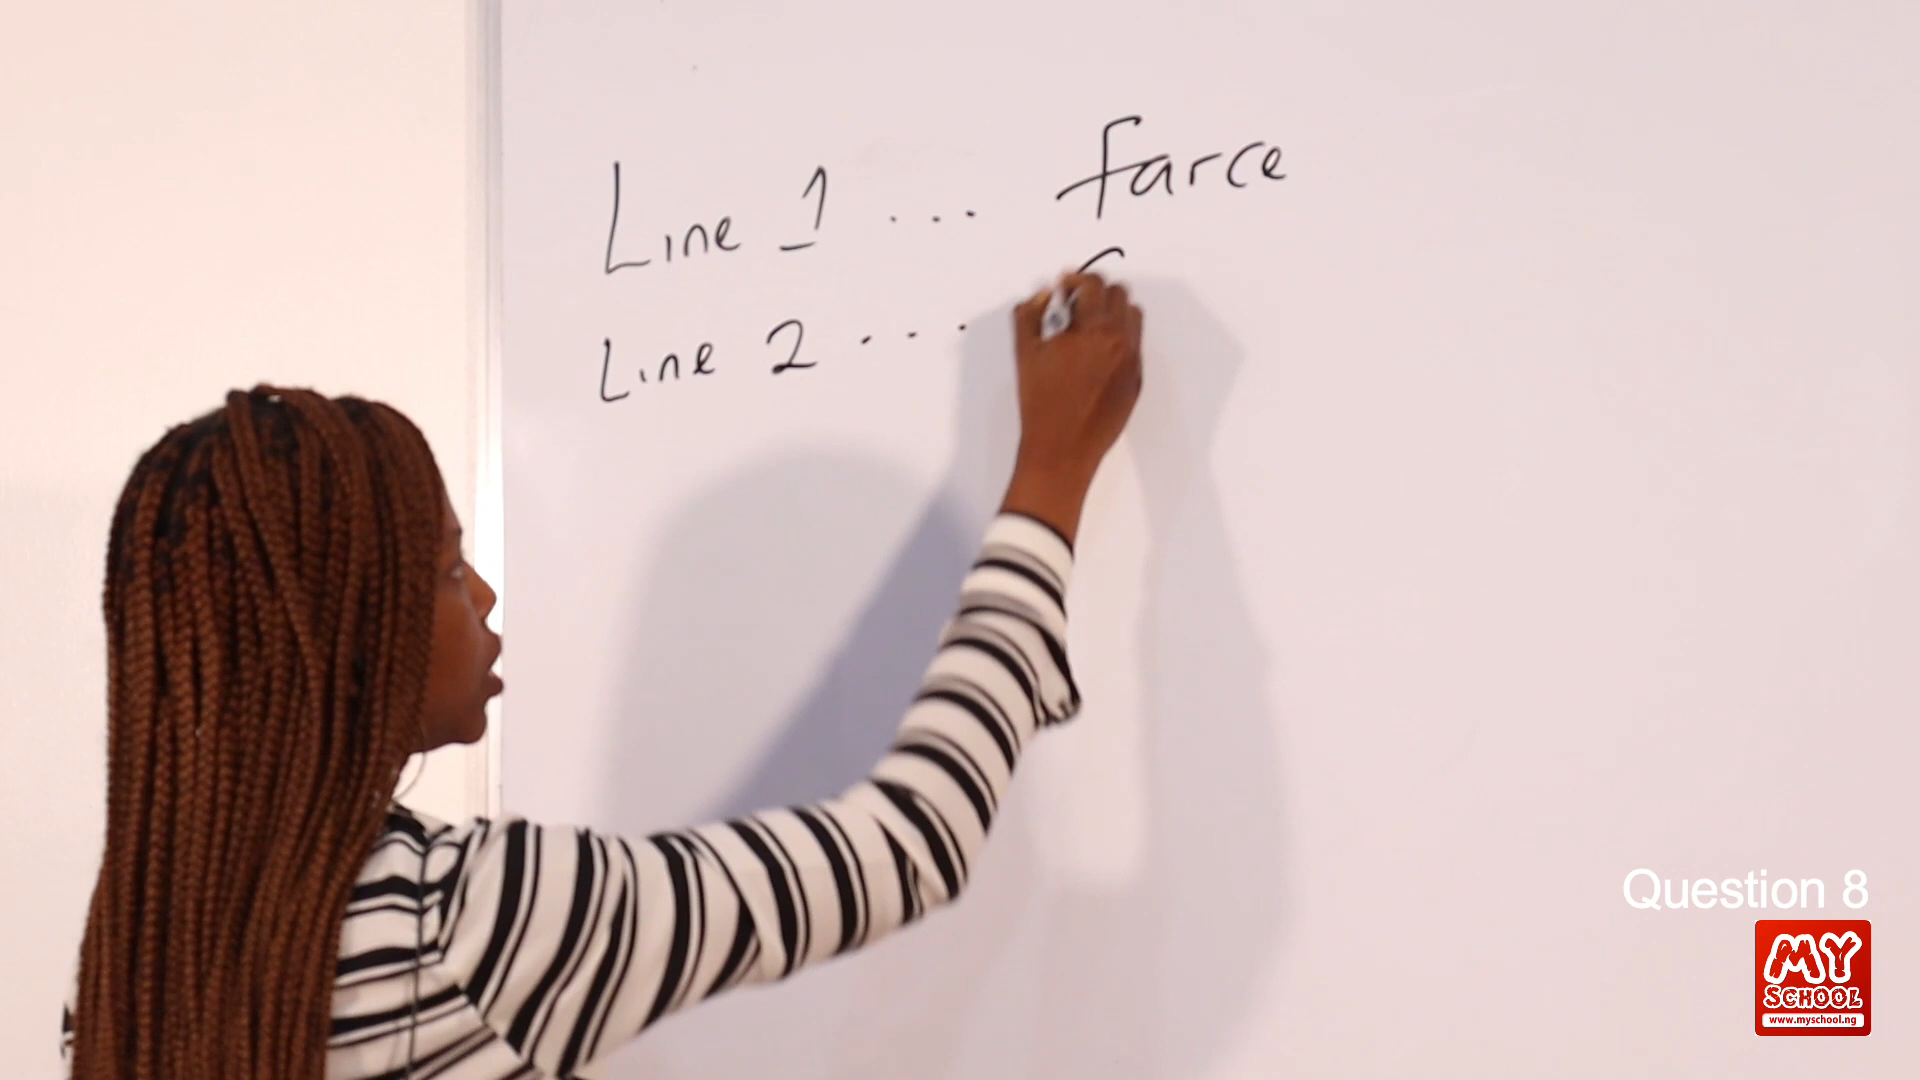 Line 1 ... farce
Line 2 ...
Question 8
MY
SCHOOL
www.myschool.ng